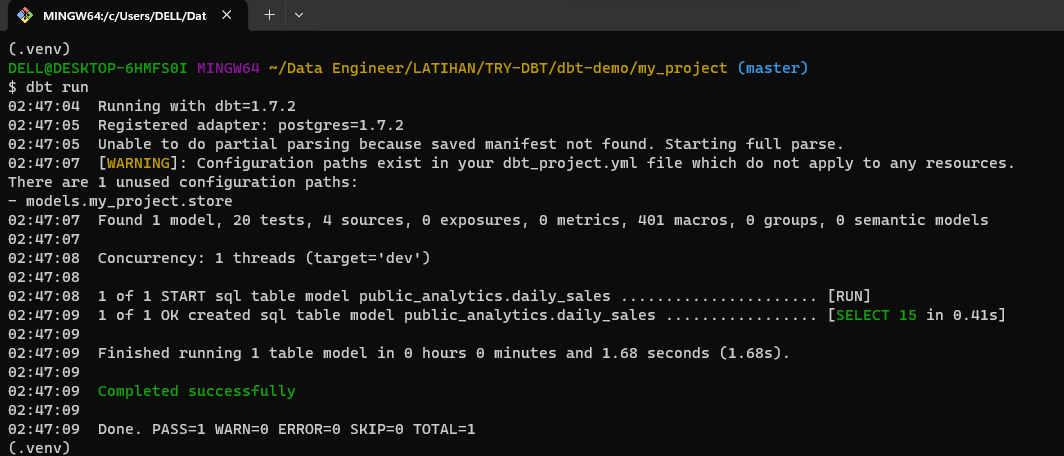 MINGW64:/c/Users/DELL/Dat
(.venv)
DELL@DESKTOP-6HMFS0I MINGW64 ~/Data Engineer/LATIHAN/TRY-DBT/dbt-demo/my_project (master)
$ dbt run
02:47:04  Running with dbt=1.7.2
02:47:05  Registered adapter: postgres=1.7.2
02:47:05  Unable to do partial parsing because saved manifest not found. Starting full parse.
02:47:07  [WARNING]: Configuration paths exist in your dbt_project.yml file which do not apply to any resources.
There are 1 unused configuration paths:
- models.my_project.store
02:47:07  Found 1 model, 20 tests, 4 sources, 0 exposures, 0 metrics, 401 macros, 0 groups, 0 semantic models
02:47:07
02:47:08  Concurrency: 1 threads (target='dev')
02:47:08
02:47:08  1 of 1 START sql table model public_analytics.daily_sales ...................... [RUN]
02:47:09  1 of 1 OK created sql table model public_analytics.daily_sales ................. [SELECT 15 in 0.41s]
02:47:09
02:47:09  Finished running 1 table model in 0 hours 0 minutes and 1.68 seconds (1.68s).
02:47:09
02:47:09  Completed successfully
02:47:09
02:47:09  Done. PASS=1 WARN=0 ERROR=0 SKIP=0 TOTAL=1
(.venv)